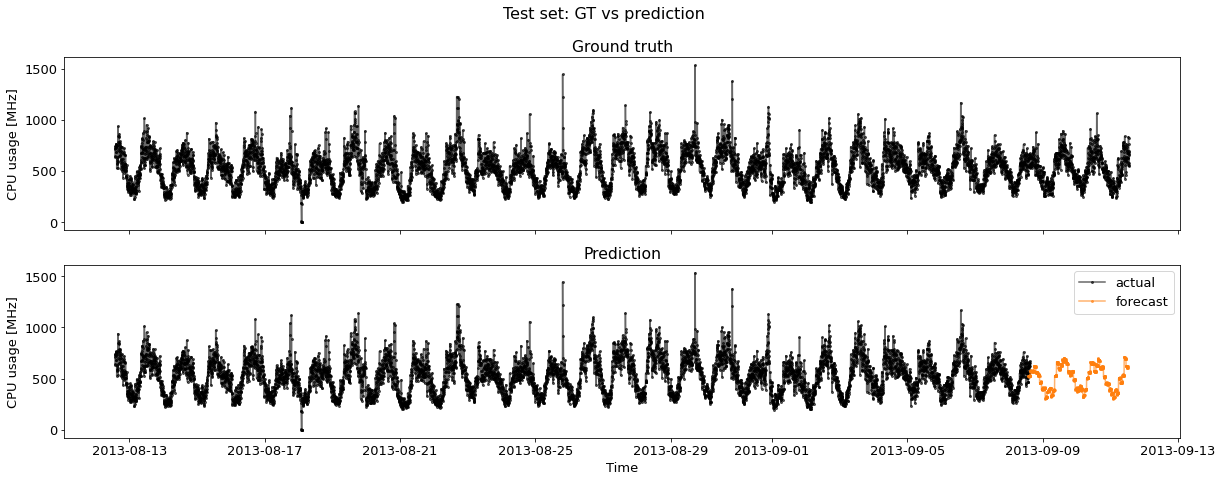 Test set: GT vs prediction
Ground truth
CPU usage [MHz]
1500
1000
500
0
Prediction
CPU usage [MHz]
1500
1000
500
0
actual
forecast
2013-08-13 2013-08-17 2013-08-21 2013-08-25 2013-08-29 2013-09-01 2013-09-05 2013-09-09 2013-09-13
Time